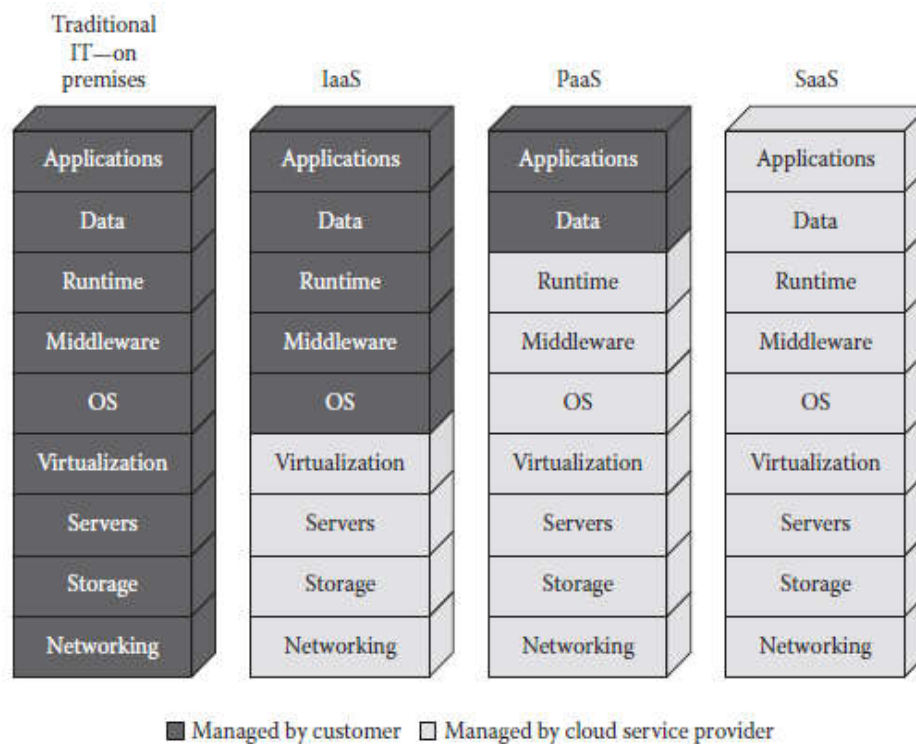 Traditional
IT—on
premises
IaaS
PaaS
SaaS
Applications
Data
Runtime
Middleware
OS
Virtualization
Servers
Storage
Networking
Applications
Data
Runtime
Middleware
OS
Virtualization
Servers
Storage
Networking
Applications
Data
Runtime
Middleware
OS
Virtualization
Servers
Storage
Networking
Applications
Data
Runtime
Middleware
OS
Virtualization
Servers
Storage
Networking
Managed by customer
Managed by cloud service provider